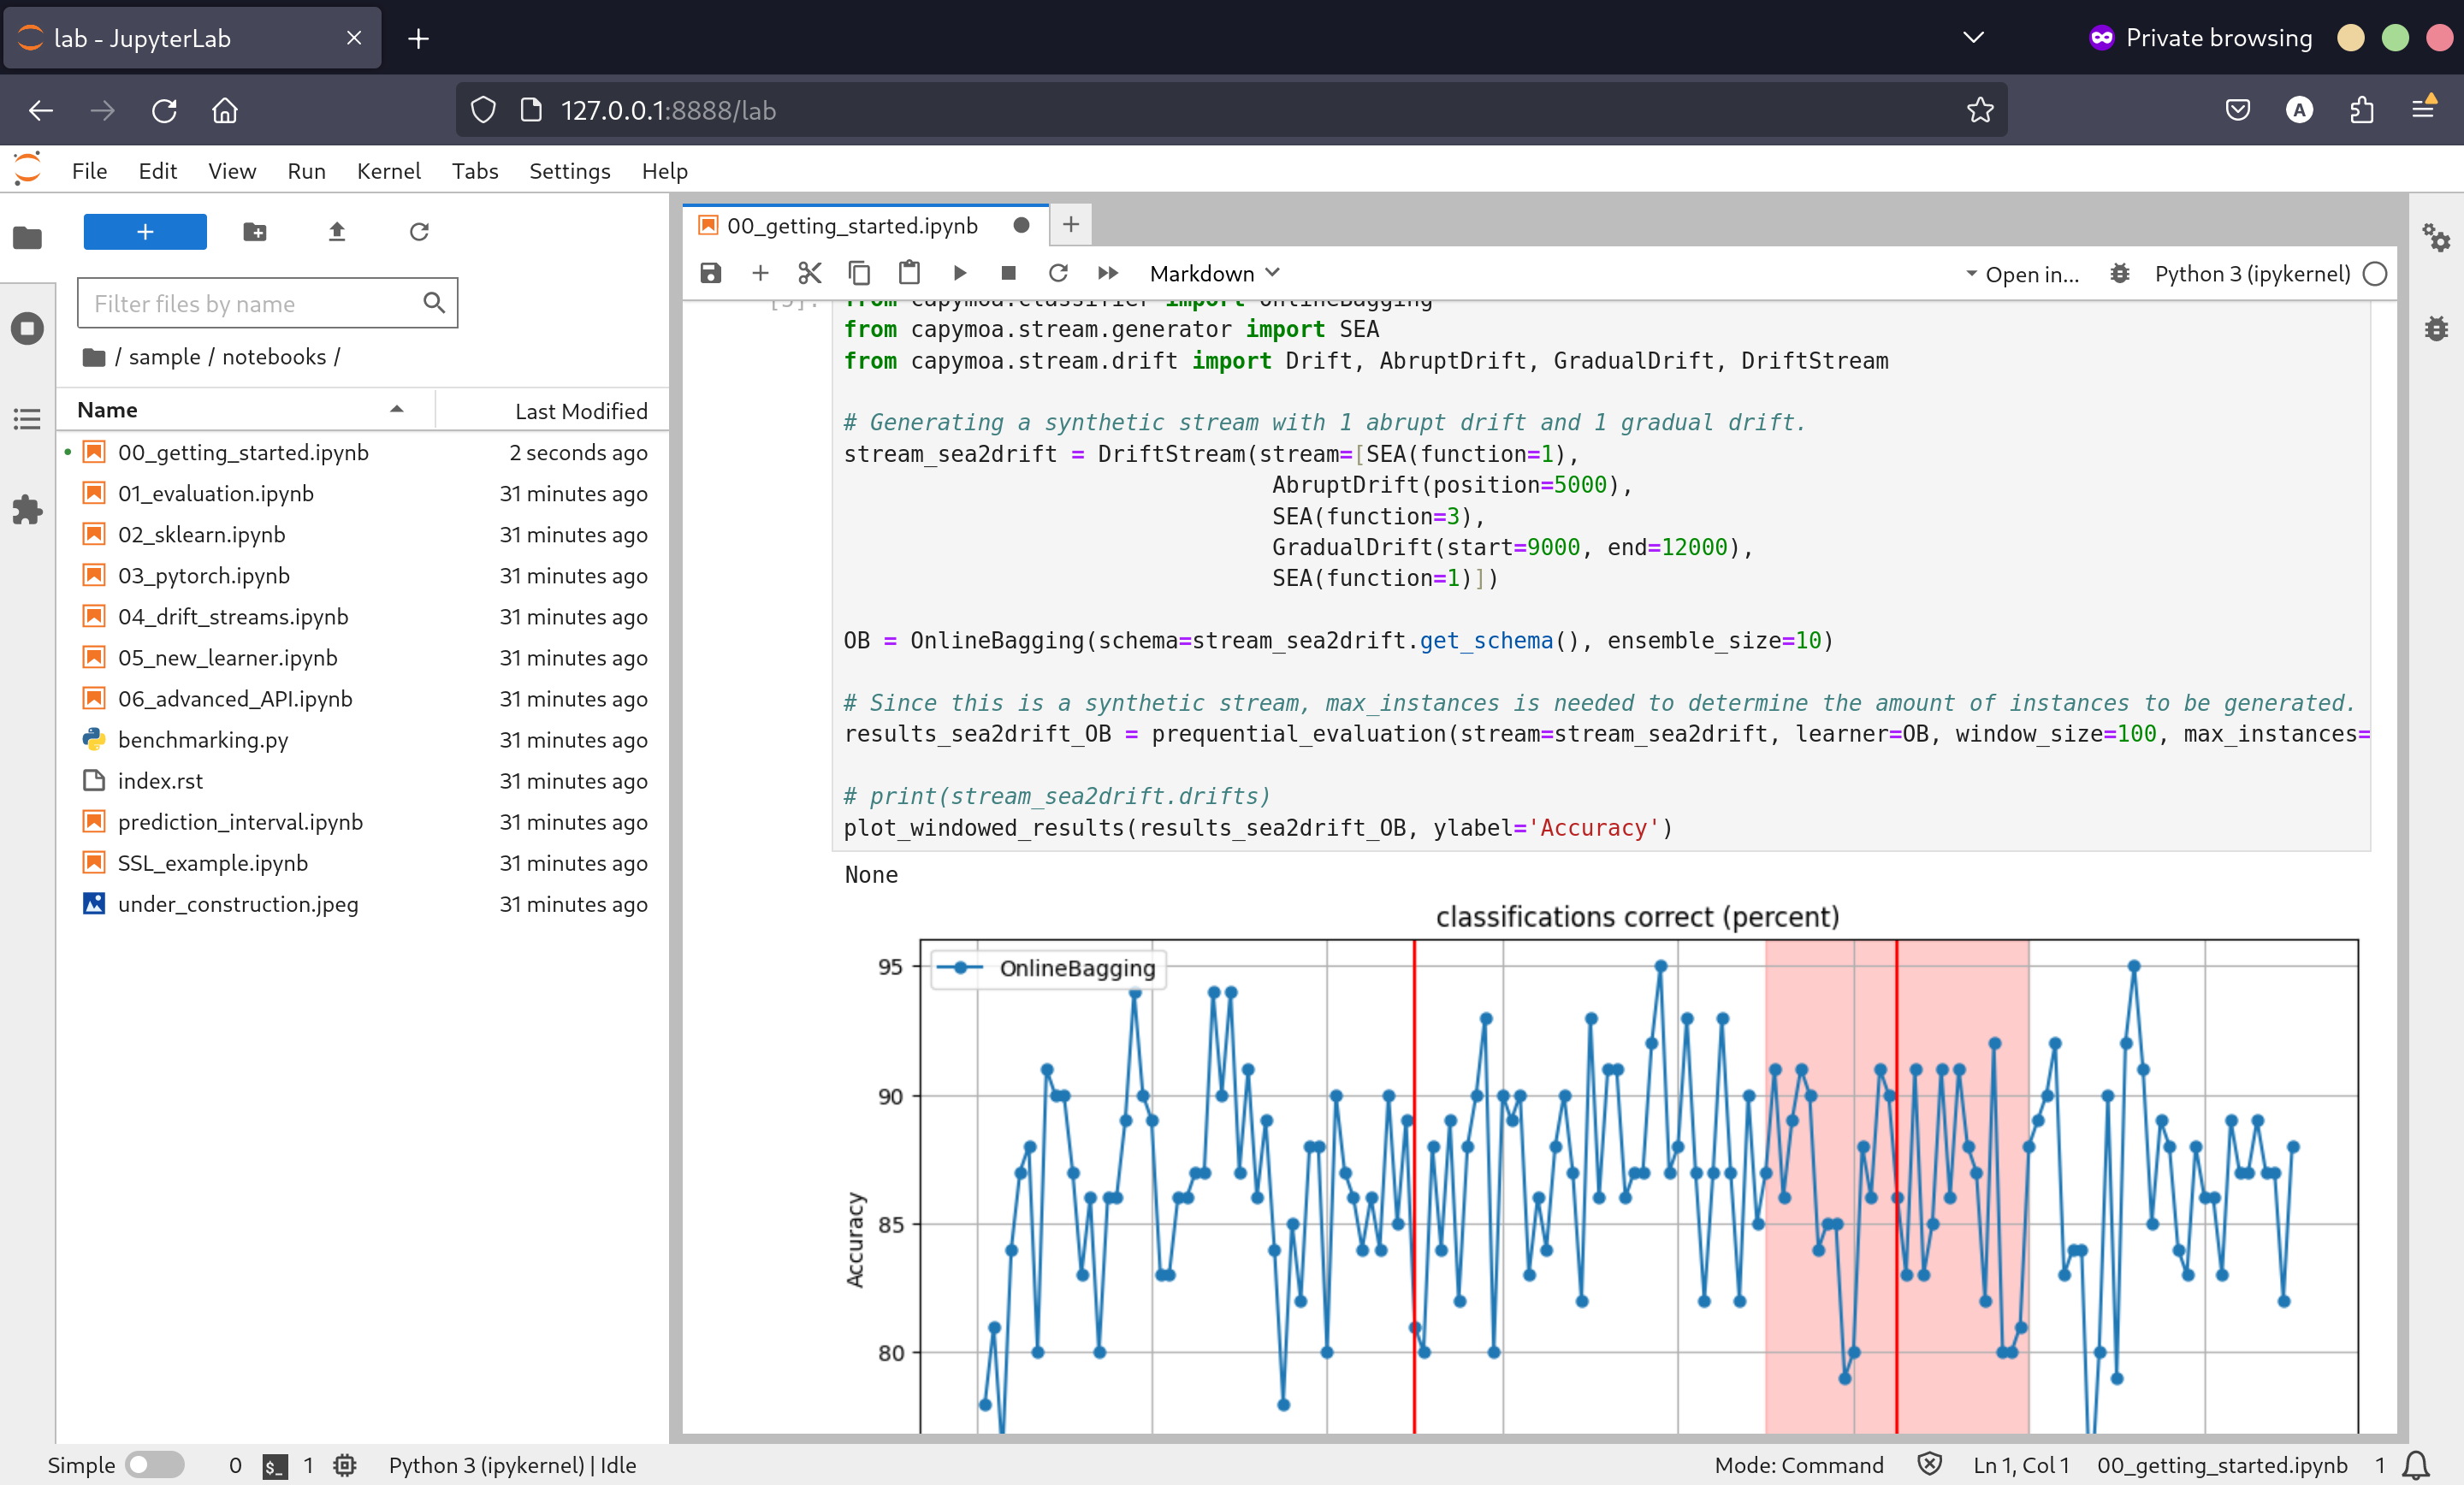 lab - JupyterLab
Private browsing
127.0.0.1:8888/lab
A
File Edit View Run Kernel Tabs Settings Help
Filter files by name
/ sample / notebooks /
Name Last Modified
00_getting_started.ipynb 2 seconds ago
01_evaluation.ipynb 31 minutes ago
02_sklearn.ipynb 31 minutes ago
03_pytorch.ipynb 31 minutes ago
04_drift_streams.ipynb 31 minutes ago
05_new_learner.ipynb 31 minutes ago
06_advanced_API.ipynb 31 minutes ago
benchmarking.py 31 minutes ago
index.rst 31 minutes ago
prediction_interval.ipynb 31 minutes ago
SSL_example.ipynb 31 minutes ago
under_construction.jpeg 31 minutes ago
00_getting_started.ipynb
Markdown
Open in...
Python 3 (ipykernel)
from capymoa.classifier import OnlineBagging
from capymoa.stream.generator import SEA
from capymoa.stream.drift import Drift, AbruptDrift, GradualDrift, DriftStream
# Generating a synthetic stream with 1 abrupt drift and 1 gradual drift.
stream_sea2drift = DriftStream(stream=[SEA(function=1),
AbruptDrift(position=5000),
SEA(function=3),
GradualDrift(start=9000, end=12000),
SEA(function=1)])
OB = OnlineBagging(schema=stream_sea2drift.get_schema(), ensemble_size=10)
# Since this is a synthetic stream, max_instances is needed to determine the amount of instances to be generated.
results_sea2drift_OB = prequential_evaluation(stream=stream_sea2drift, learner=OB, window_size=100, max_instances=
# print(stream_sea2drift.drifts)
plot_windowed_results(results_sea2drift_OB, ylabel='Accuracy')
None
classifications correct (percent)
OnlineBagging
95
90
85
80
Accuracy
Simple 0 $_ 1 Python 3 (ipykernel) | Idle
Mode: Command Ln 1, Col 1 00_getting_started.ipynb 1